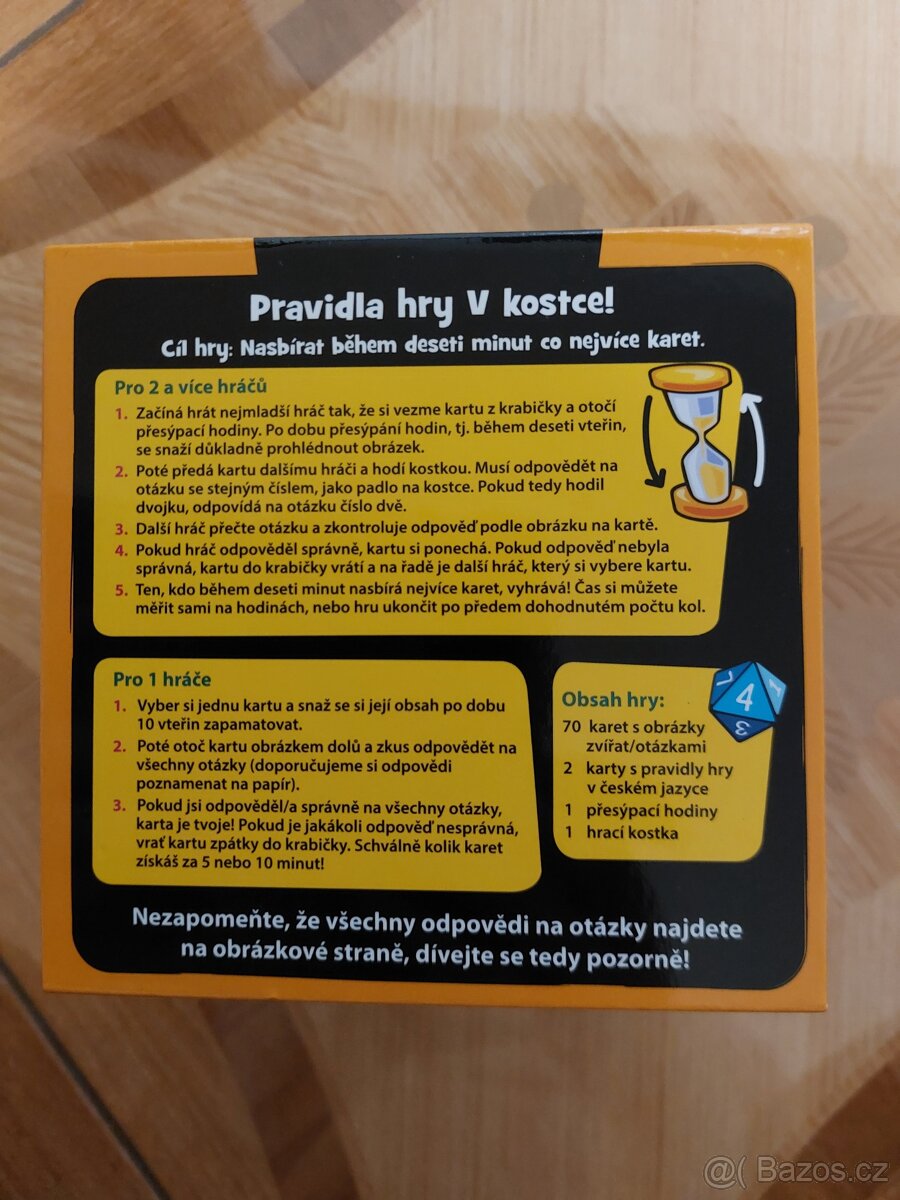 Pravidla hry V kostce!
Cíl hry: Nasbírat během deseti minut co nejvíce karet.
Pro 2 a více hráčů
1. Začíná hrát nejmladší hráč tak, že si vezme kartu z krabičky a otočí
přesýpací hodiny. Po dobu přesýpání hodin, tj. během deseti vteřin,
se snaží důkladně prohlédnout obrázek.
2. Poté předá kartu dalšímu hráči a hodí kostkou. Musí odpovědět na
otázku se stejným číslem, jako padlo na kostce. Pokud tedy hodil
dvojku, odpovídá na otázku číslo dvě.
3. Další hráč přečte otázku a zkontroluje odpověď podle obrázku na kartě.
4. Pokud hráč odpověděl správně, kartu si ponechá. Pokud odpověď nebyla
správná, kartu do krabičky vrátí a na řadě je další hráč, který si vybere kartu.
5. Ten, kdo během deseti minut nasbírá nejvíce karet, vyhrává! Čas si můžete
měřit sami na hodinách, nebo hru ukončit po předem dohodnutém počtu kol.
Pro 1 hráče
1. Vyber si jednu kartu a snaž se si její obsah po dobu
10 vteřin zapamatovat.
2. Poté otoč kartu obrázkem dolů a zkus odpovědět na
všechny otázky (doporučujeme si odpovědi
poznamenat na papír).
3. Pokud jsi odpověděl/a správně na všechny otázky,
karta je tvoje! Pokud je jakákoli odpověď nesprávná,
vrať kartu zpátky do krabičky. Schválně kolik karet
získáš za 5 nebo 10 minut!
Obsah hry:
70 karet s obrázky
zvířat/otázkami
2 karty s pravidly hry
v českém jazyce
1 přesýpací hodiny
1 hrací kostka
7
4
1
3
Nezapomeňte, že všechny odpovědi na otázky najdete
na obrázkové straně, dívejte se tedy pozorně!
@( Bazos.cz